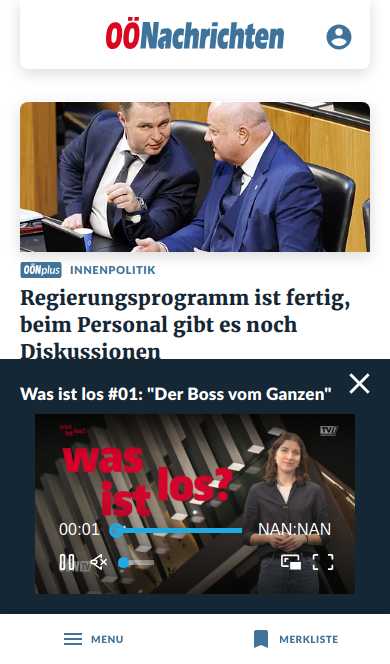 OÖNachrichten
OÖNplus INNENPOLITIK
Regierungsprogramm ist fertig,
beim Personal gibt es noch
Diskussionen
Was ist los #01: "Der Boss vom Ganzen"
was
ist los?
00:01
NAN:NAN
MENU
MERKLISTE